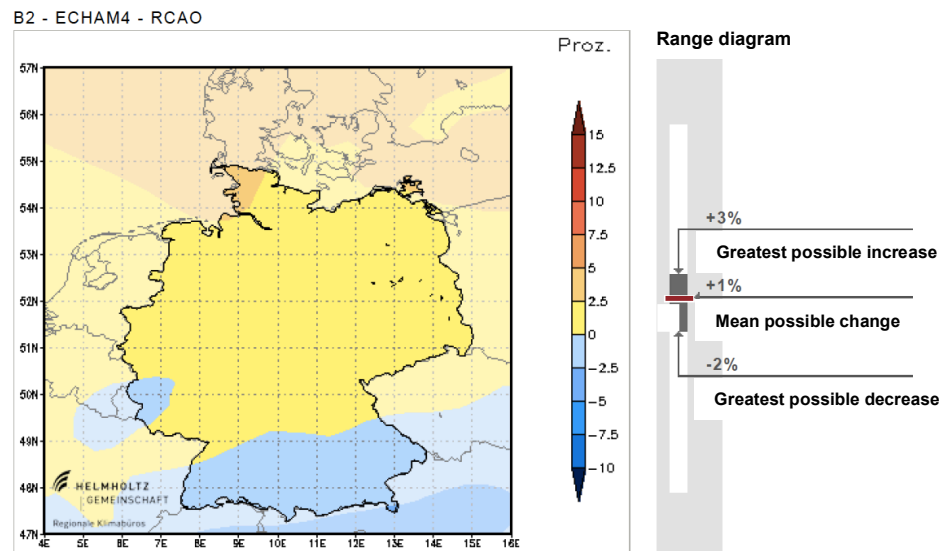 B2 - ECHAM4 - RCAO
Proz.
Range diagram
57N
56N
55N
54N
53N
52N
51N
50N
49N
48N
47N
4E 5E 6E 7E 8E 9E 10E 11E 12E 13E 14E 15E 16E
HELMHOLTZ
GEMEINSCHAFT
Regionale Klimabüros
15
12.5
10
7.5
5
2.5
0
-2.5
-5
-7.5
-10
+3%
Greatest possible increase
+1%
Mean possible change
-2%
Greatest possible decrease